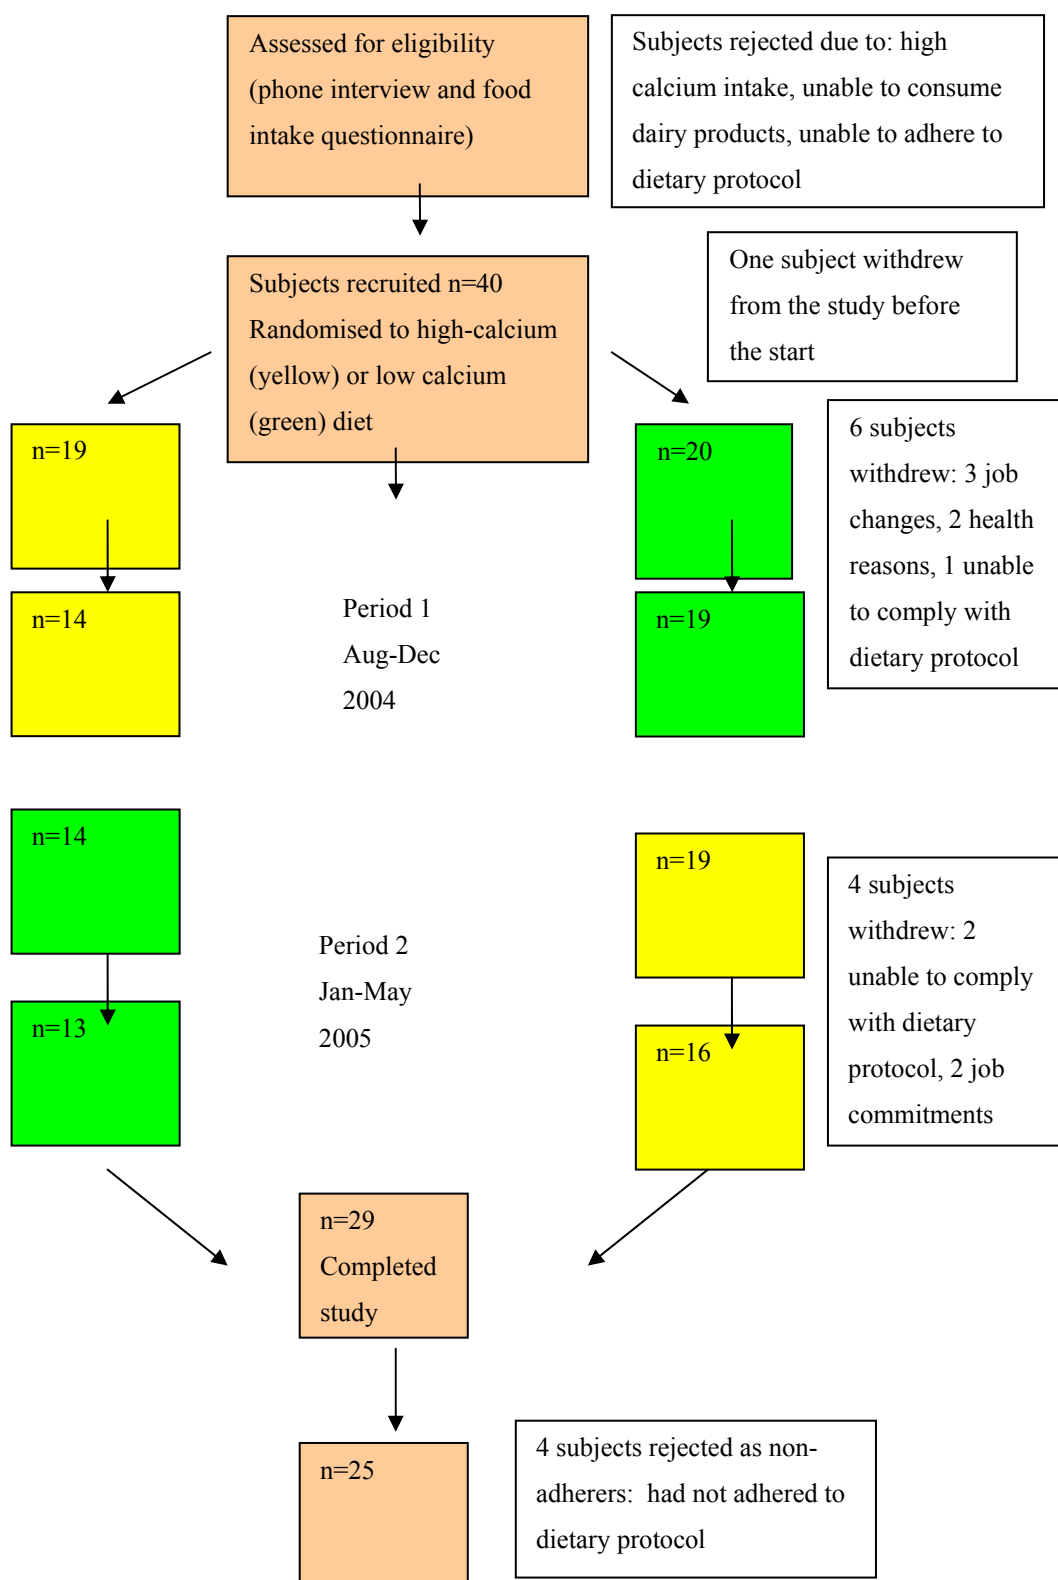 Assessed for eligibility
(phone interview and food
intake questionnaire)
Subjects rejected due to: high
calcium intake, unable to consume
dairy products, unable to adhere to
dietary protocol
Subjects recruited n=40
Randomised to high-calcium
(yellow) or low calcium
(green) diet
One subject withdrew
from the study before
the start
n=19
n=20
6 subjects
withdrew: 3 job
changes, 2 health
reasons, 1 unable
to comply with
dietary protocol
n=14
Period 1
Aug-Dec
2004
n=19
n=14
n=19
Period 2
Jan-May
2005
4 subjects
withdrew: 2
unable to comply
with dietary
protocol, 2 job
commitments
n=13
n=16
n=29
Completed
study
n=25
4 subjects rejected as non-
adherers:  had not adhered to
dietary protocol